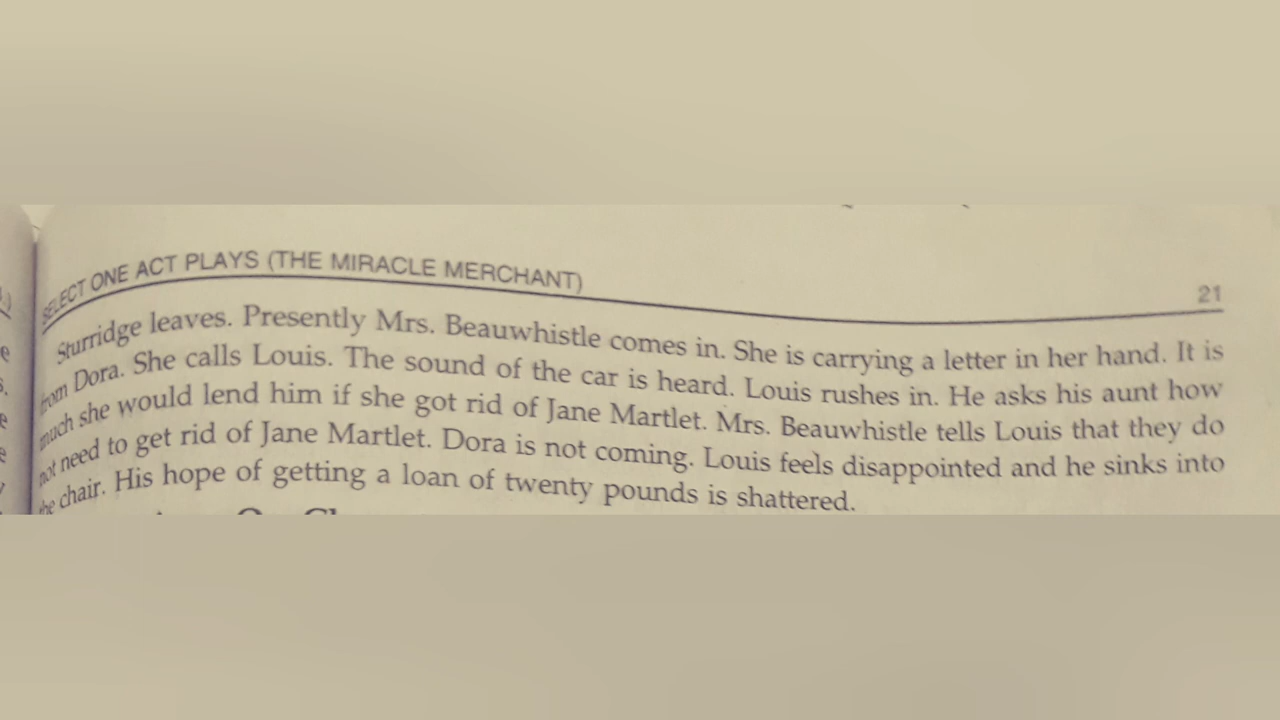 SELECT ONE ACT PLAYS (THE MIRACLE MERCHANT) 21
Sturridge leaves. Presently Mrs. Beauwhistle comes in. She is carrying a letter in her hand. It is
from Dora. She calls Louis. The sound of the car is heard. Louis rushes in. He asks his aunt how
much she would lend him if she got rid of Jane Martlet. Mrs. Beauwhistle tells Louis that they do
not need to get rid of Jane Martlet. Dora is not coming. Louis feels disappointed and he sinks into
the chair. His hope of getting a loan of twenty pounds is shattered.